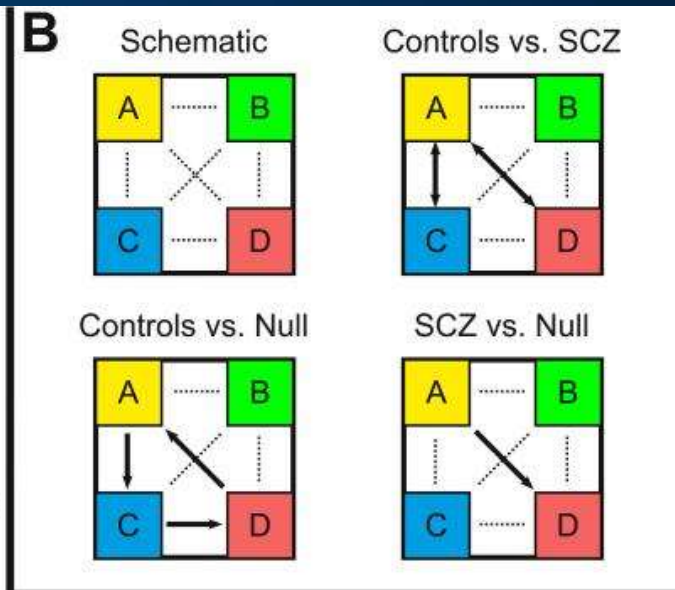 B
Schematic
A B
C D
Controls vs. SCZ
A B
C D
Controls vs. Null
A B
C D
SCZ vs. Null
A B
C D